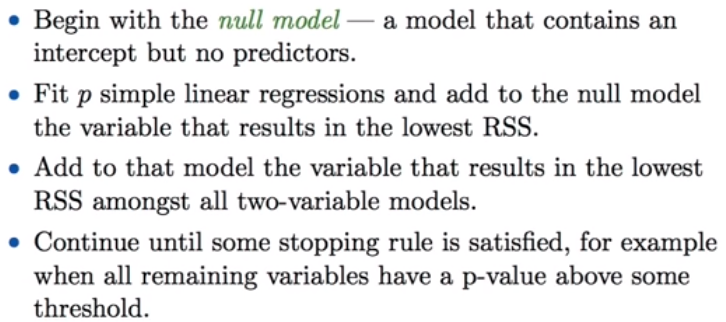 • Begin with the null model — a model that contains an
intercept but no predictors.
• Fit p simple linear regressions and add to the null model
the variable that results in the lowest RSS.
• Add to that model the variable that results in the lowest
RSS amongst all two-variable models.
• Continue until some stopping rule is satisfied, for example
when all remaining variables have a p-value above some
threshold.